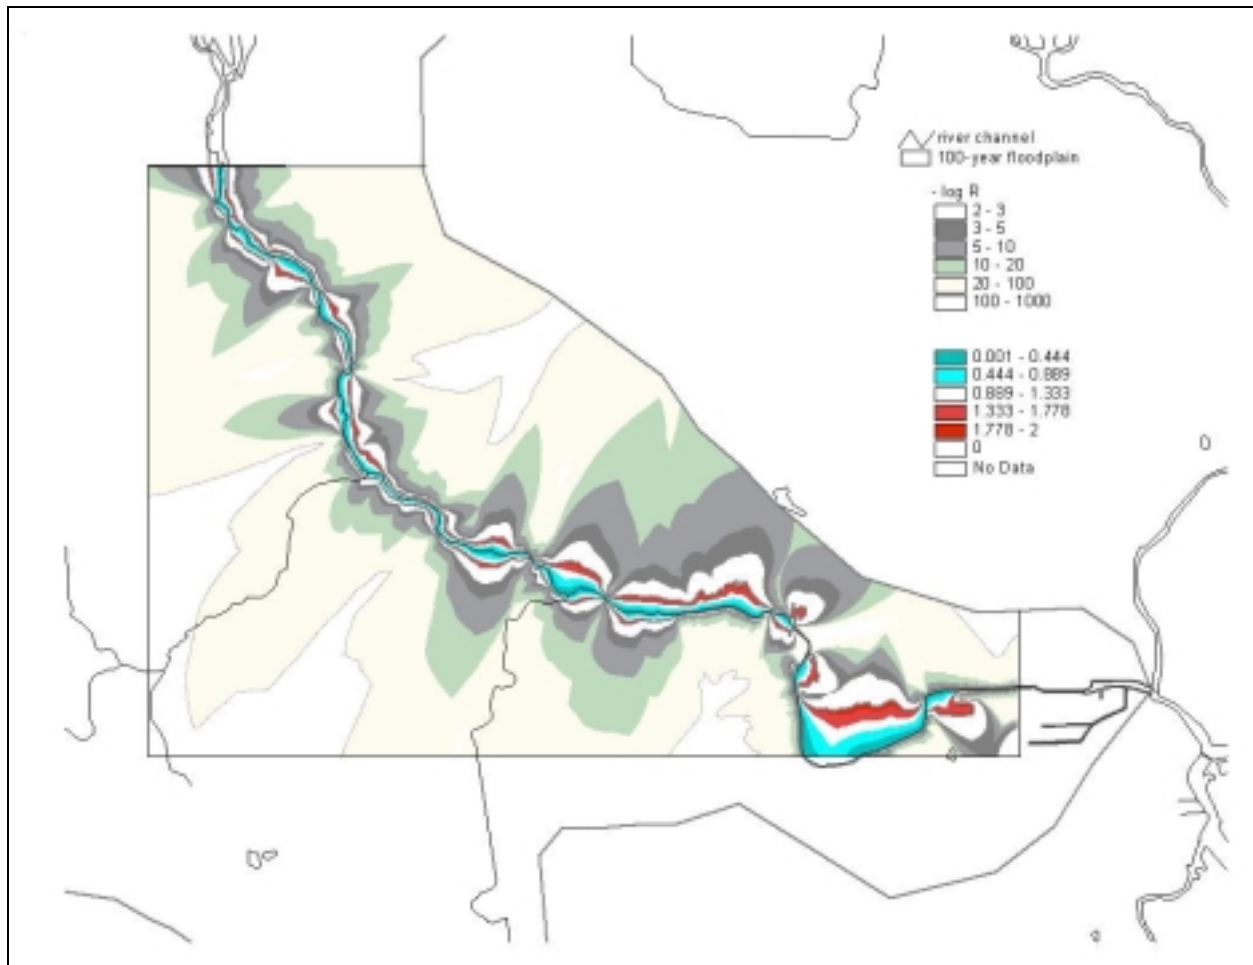 river channel
100-year floodplain
- log R
2 - 3
3 - 5
5 - 10
10 - 20
20 - 100
100 - 1000
0.001 - 0.444
0.444 - 0.889
0.889 - 1.333
1.333 - 1.778
1.778 - 2
0
No Data